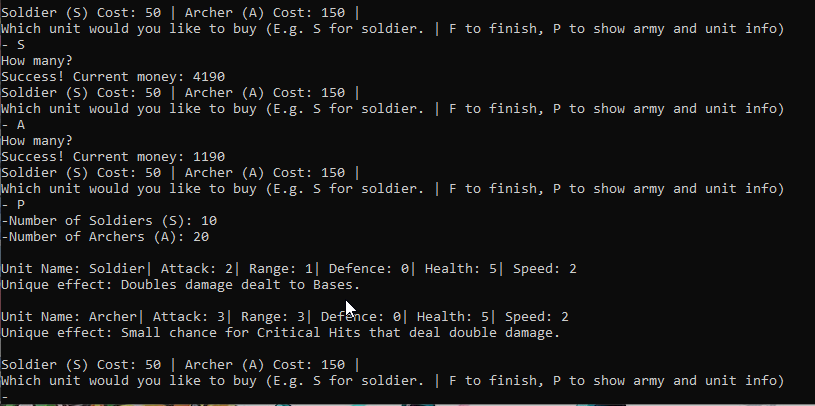 Soldier (S) Cost: 50 | Archer (A) Cost: 150 |
Which unit would you like to buy (E.g. S for soldier. | F to finish, P to show army and unit info)
- S
How many?
Success! Current money: 4190
Soldier (S) Cost: 50 | Archer (A) Cost: 150 |
Which unit would you like to buy (E.g. S for soldier. | F to finish, P to show army and unit info)
- A
How many?
Success! Current money: 1190
Soldier (S) Cost: 50 | Archer (A) Cost: 150 |
Which unit would you like to buy (E.g. S for soldier. | F to finish, P to show army and unit info)
- P
-Number of Soldiers (S): 10
-Number of Archers (A): 20
Unit Name: Soldier| Attack: 2| Range: 1| Defence: 0| Health: 5| Speed: 2
Unique effect: Doubles damage dealt to Bases.
Unit Name: Archer| Attack: 3| Range: 3| Defence: 0| Health: 5| Speed: 2
Unique effect: Small chance for Critical Hits that deal double damage.
Soldier (S) Cost: 50 | Archer (A) Cost: 150 |
Which unit would you like to buy (E.g. S for soldier. | F to finish, P to show army and unit info)
-